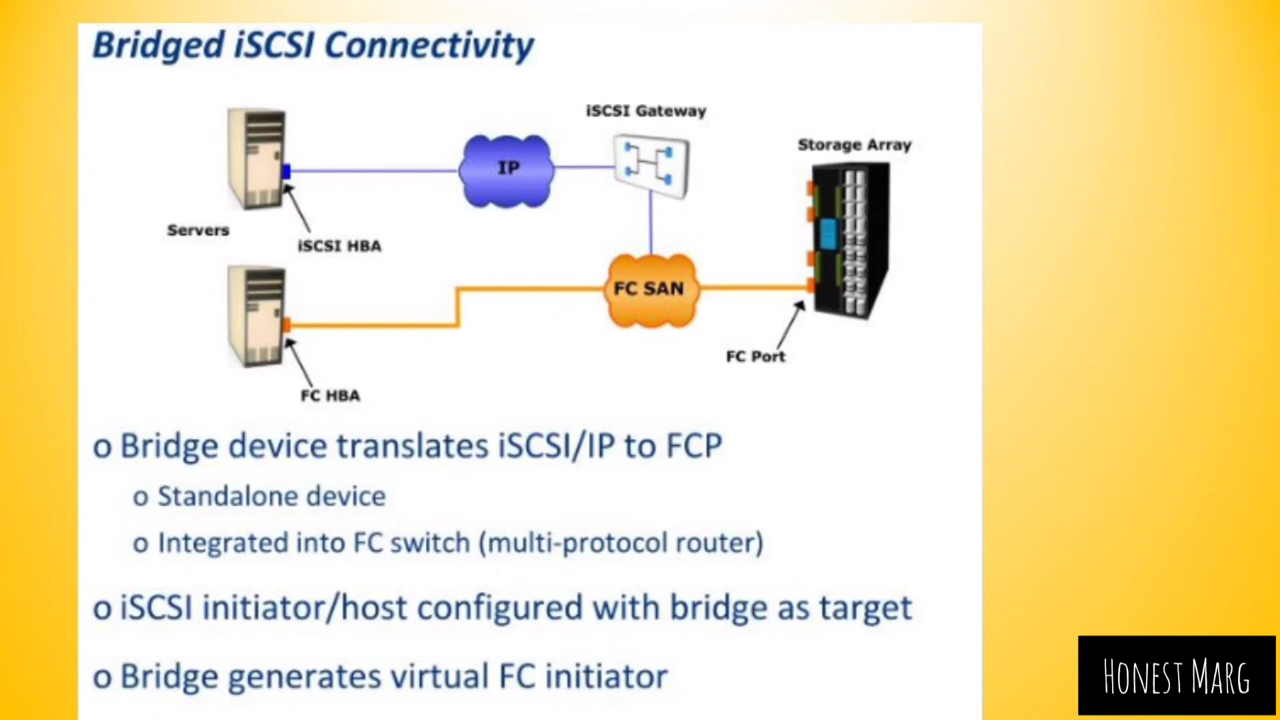 Bridged iSCSI Connectivity
iSCSI Gateway
Storage Array
IP
Servers
iSCSI HBA
FC SAN
FC Port
FC HBA
o Bridge device translates iSCSI/IP to FCP
o Standalone device
o Integrated into FC switch (multi-protocol router)
o iSCSI initiator/host configured with bridge as target
o Bridge generates virtual FC initiator
HONEST MARG